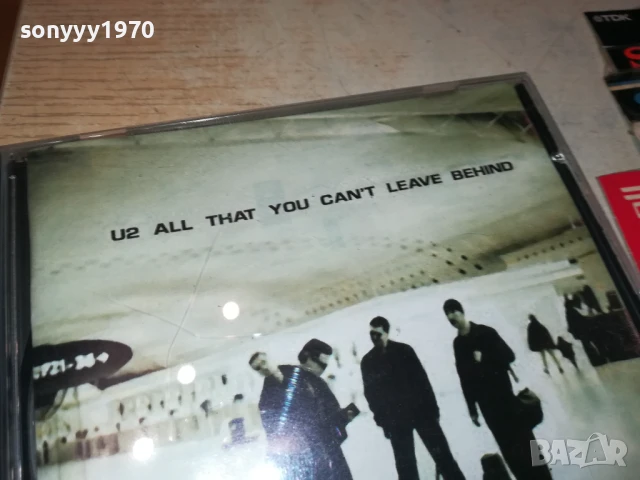 sonyyy1970
TDK
U2 ALL THAT YOU CAN'T LEAVE BEHIND
BAZAR